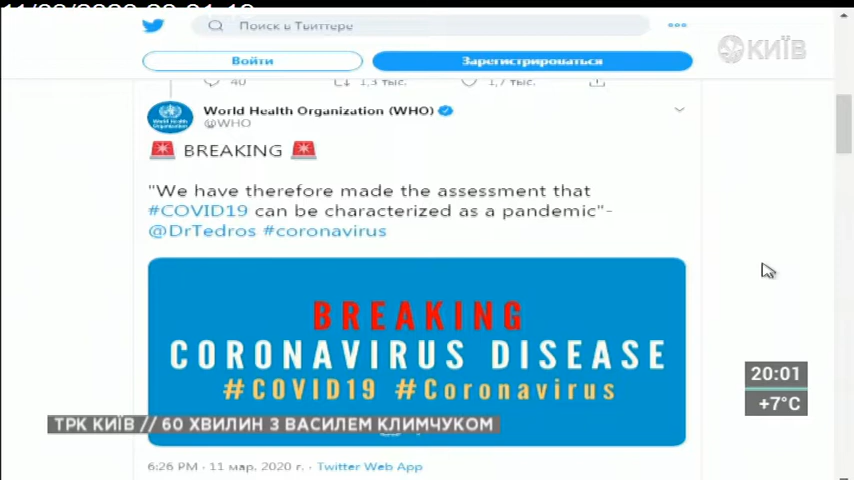 Поиск в Твиттере
КИЇВ
Войти
Зарегистрироваться
40 1,3 тыс. 1,7 тыс.
World Health Organization (WHO)
@WHO
BREAKING
"We have therefore made the assessment that
#COVID19 can be characterized as a pandemic"-
@DrTedros #coronavirus
BREAKING
CORONAVIRUS DISEASE
#COVID19 #Coronavirus
20:01
+7°C
ТРК КИЇВ // 60 ХВИЛИН З ВАСИЛЕМ КЛИМЧУКОМ
6:26 PM · 11 мар. 2020 г. · Twitter Web App